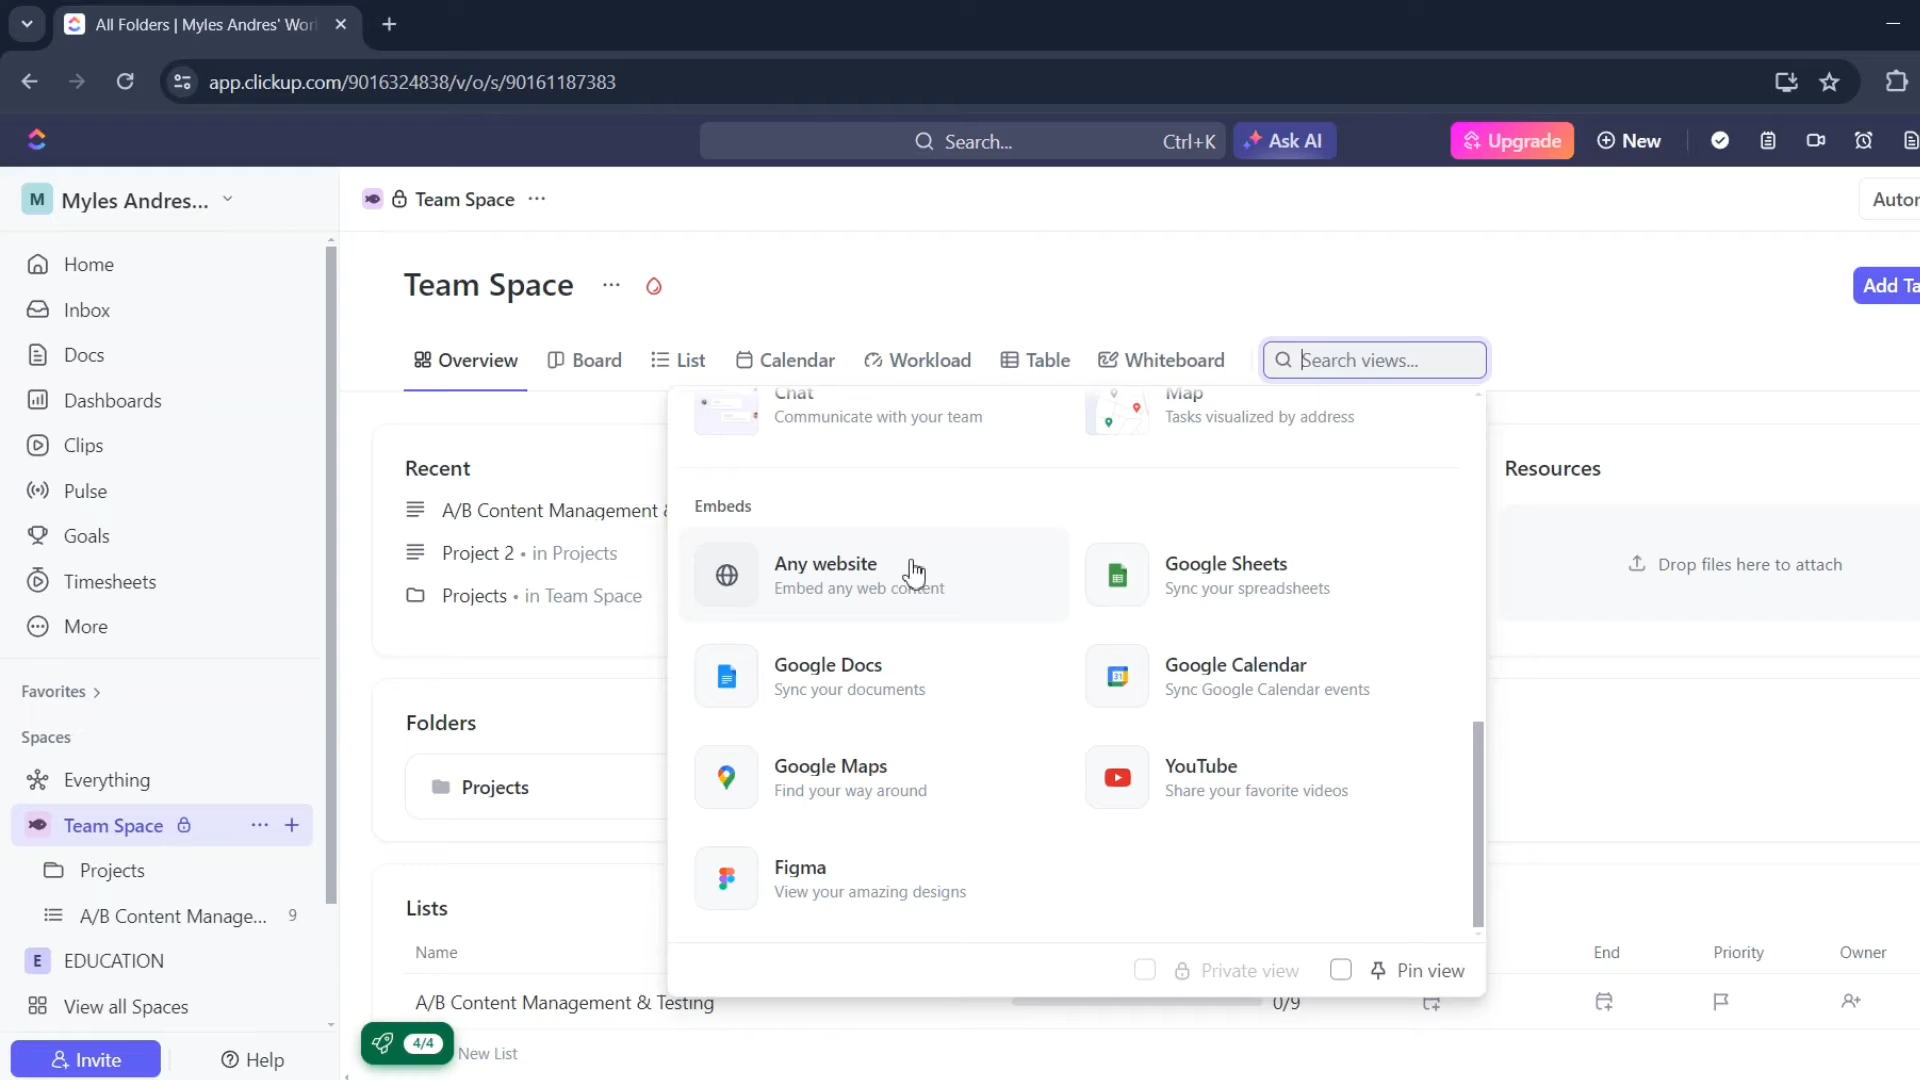 All Folders | Myles Andres' Wor
app.clickup.com/9016324838/v/o/s/90161187383
Search... Ctrl+K
Ask AI
Upgrade
New
M Myles Andres...
Team Space ...
Autor
Home
Inbox
Docs
Dashboards
Clips
Pulse
Goals
Timesheets
More
Favorites
Spaces
Everything
Team Space ... +
Projects
A/B Content Manage... 9
E EDUCATION
View all Spaces
Invite
Help
Team Space ...
Add Ta
Overview
Board
List
Calendar
Workload
Table
Whiteboard
Search views...
Recent
A/B Content Management &
Project 2 • in Projects
Projects • in Team Space
Folders
Projects
Lists
Name
A/B Content Management & Testing
0/9
4/4
New List
Chat
Communicate with your team
Map
Tasks visualized by address
Embeds
Any website
Embed any web content
Google Sheets
Sync your spreadsheets
Google Docs
Sync your documents
Google Calendar
Sync Google Calendar events
Google Maps
Find your way around
YouTube
Share your favorite videos
Figma
View your amazing designs
Private view
Pin view
Resources
Drop files here to attach
End
Priority
Owner